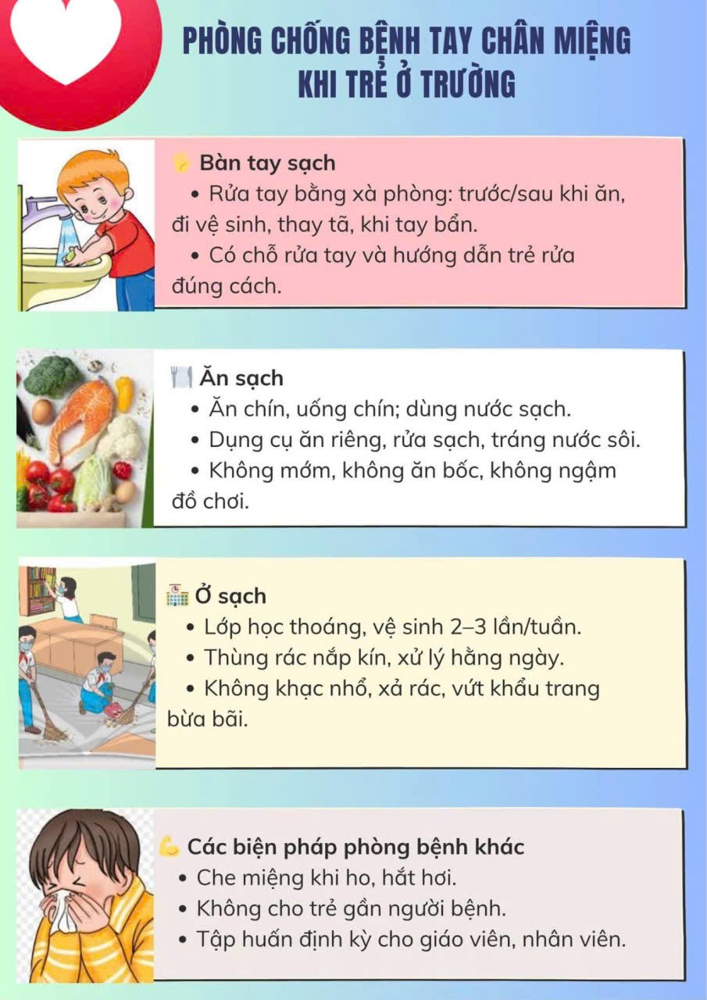 PHÒNG CHỐNG BỆNH TAY CHÂN MIỆNG
KHI TRẺ Ở TRƯỜNG
Bàn tay sạch
• Rửa tay bằng xà phòng: trước/sau khi ăn,
đi vệ sinh, thay tã, khi tay bẩn.
• Có chỗ rửa tay và hướng dẫn trẻ rửa
đúng cách.
Ăn sạch
• Ăn chín, uống chín; dùng nước sạch.
• Dụng cụ ăn riêng, rửa sạch, tráng nước sôi.
• Không mớm, không ăn bốc, không ngậm
đồ chơi.
Ở sạch
• Lớp học thoáng, vệ sinh 2–3 lần/tuần.
• Thùng rác nắp kín, xử lý hằng ngày.
• Không khạc nhổ, xả rác, vứt khẩu trang
bừa bãi.
Các biện pháp phòng bệnh khác
• Che miệng khi ho, hắt hơi.
• Không cho trẻ gần người bệnh.
• Tập huấn định kỳ cho giáo viên, nhân viên.